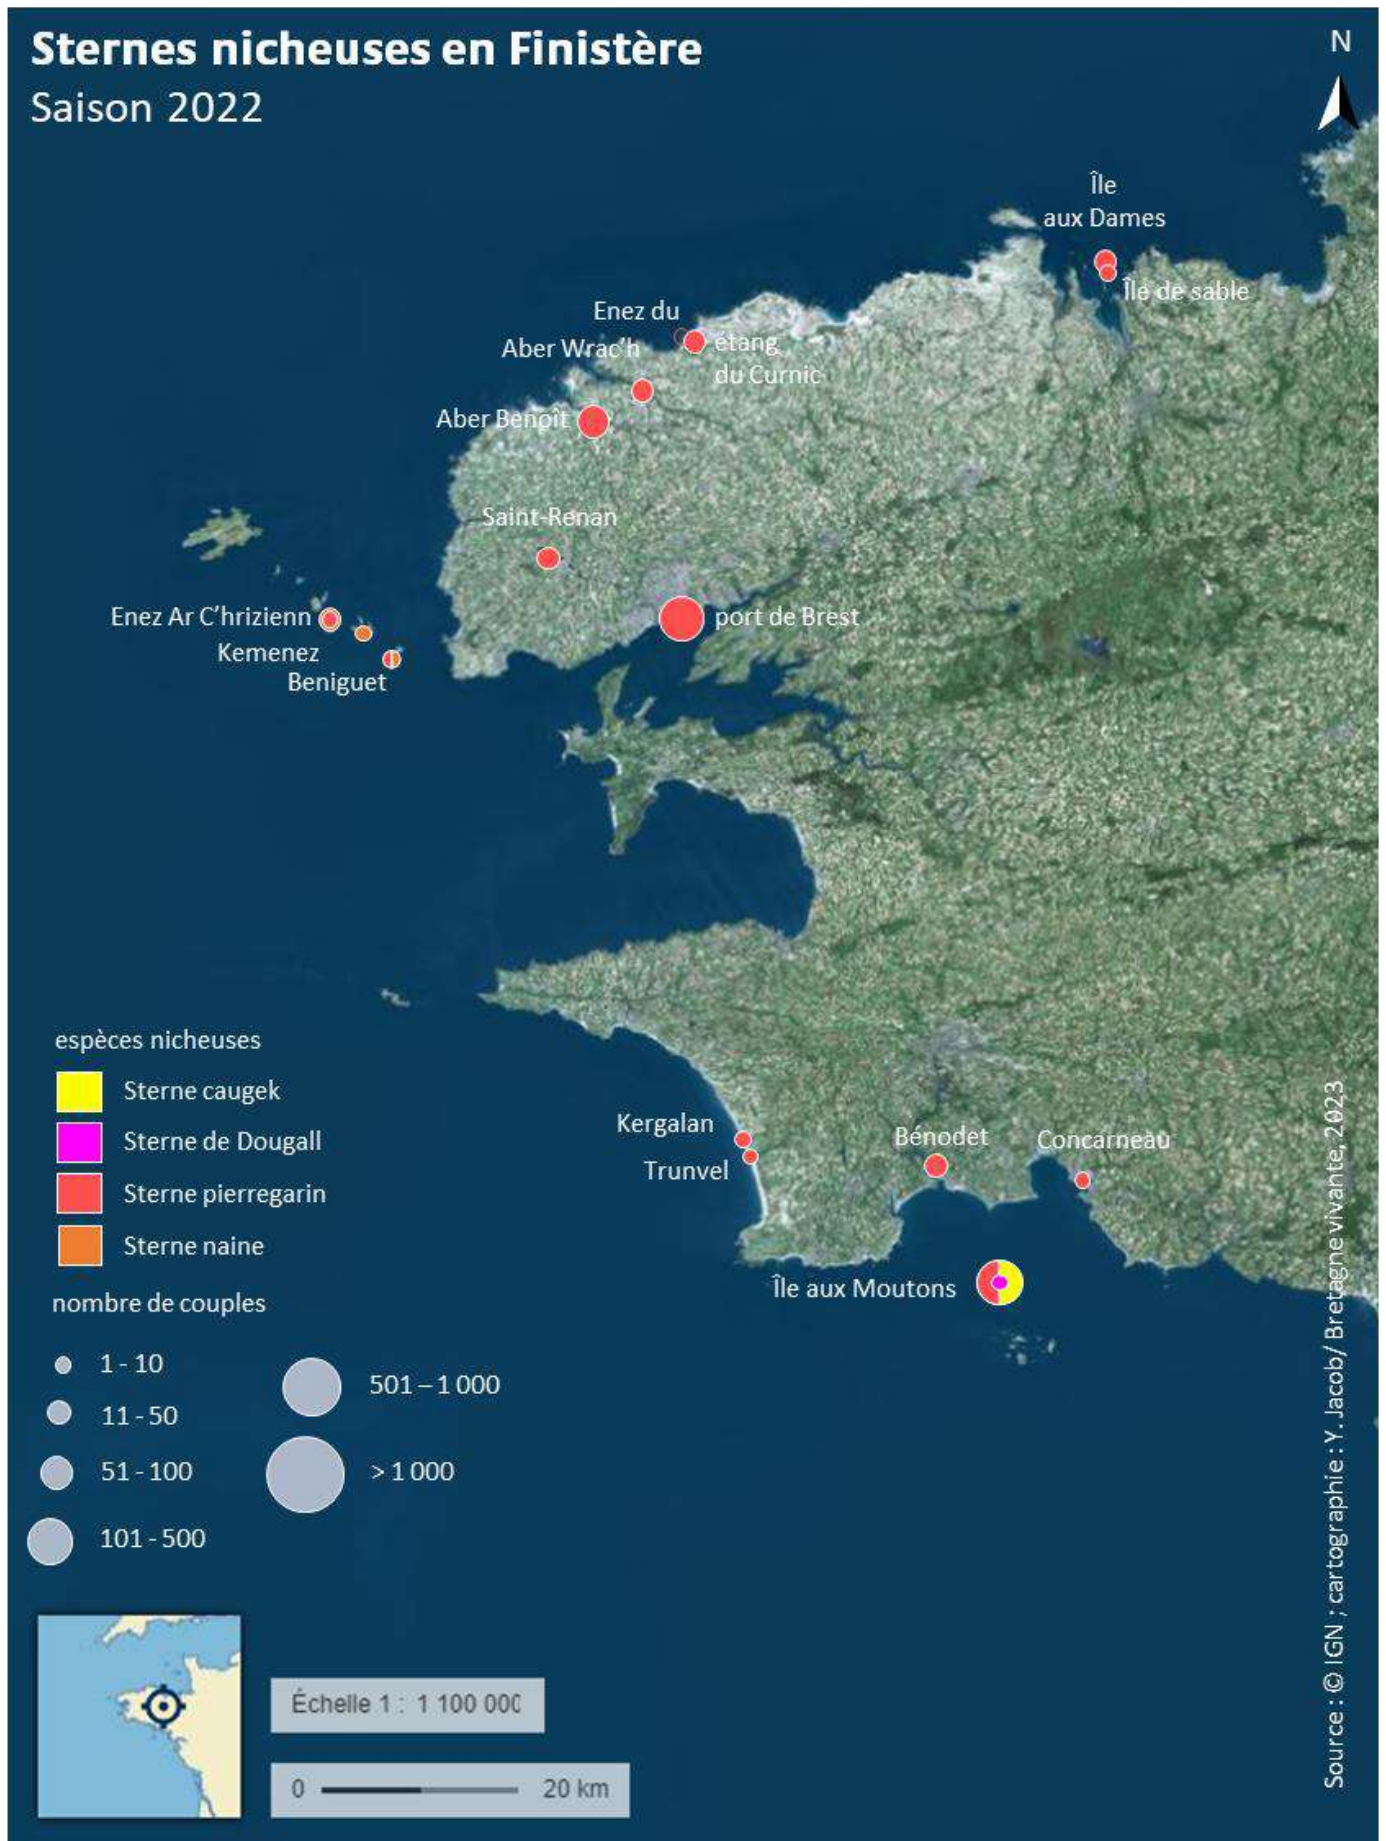 Sternes nicheuses en Finistère
Saison 2022
N
Île
aux Dames
Île de sable
Enez du
Aber Wrac'h
étang
du Curnic
Aber Benoît
Saint-Renan
Enez Ar C'hrizienn
port de Brest
Kemenez
Beniguet
espèces nicheuses
Sterne caugek
Sterne de Dougall
Sterne pierregarin
Sterne naine
Kergalan
Trunvel
Bénodet
Concarneau
Île aux Moutons
nombre de couples
1 - 10
11 - 50
51 - 100
101 - 500
501 – 1 000
> 1 000
Échelle 1 : 1 100 000
0 20 km
Source : © IGN ; cartographie : Y. Jacob/ Bretagne vivante, 2023